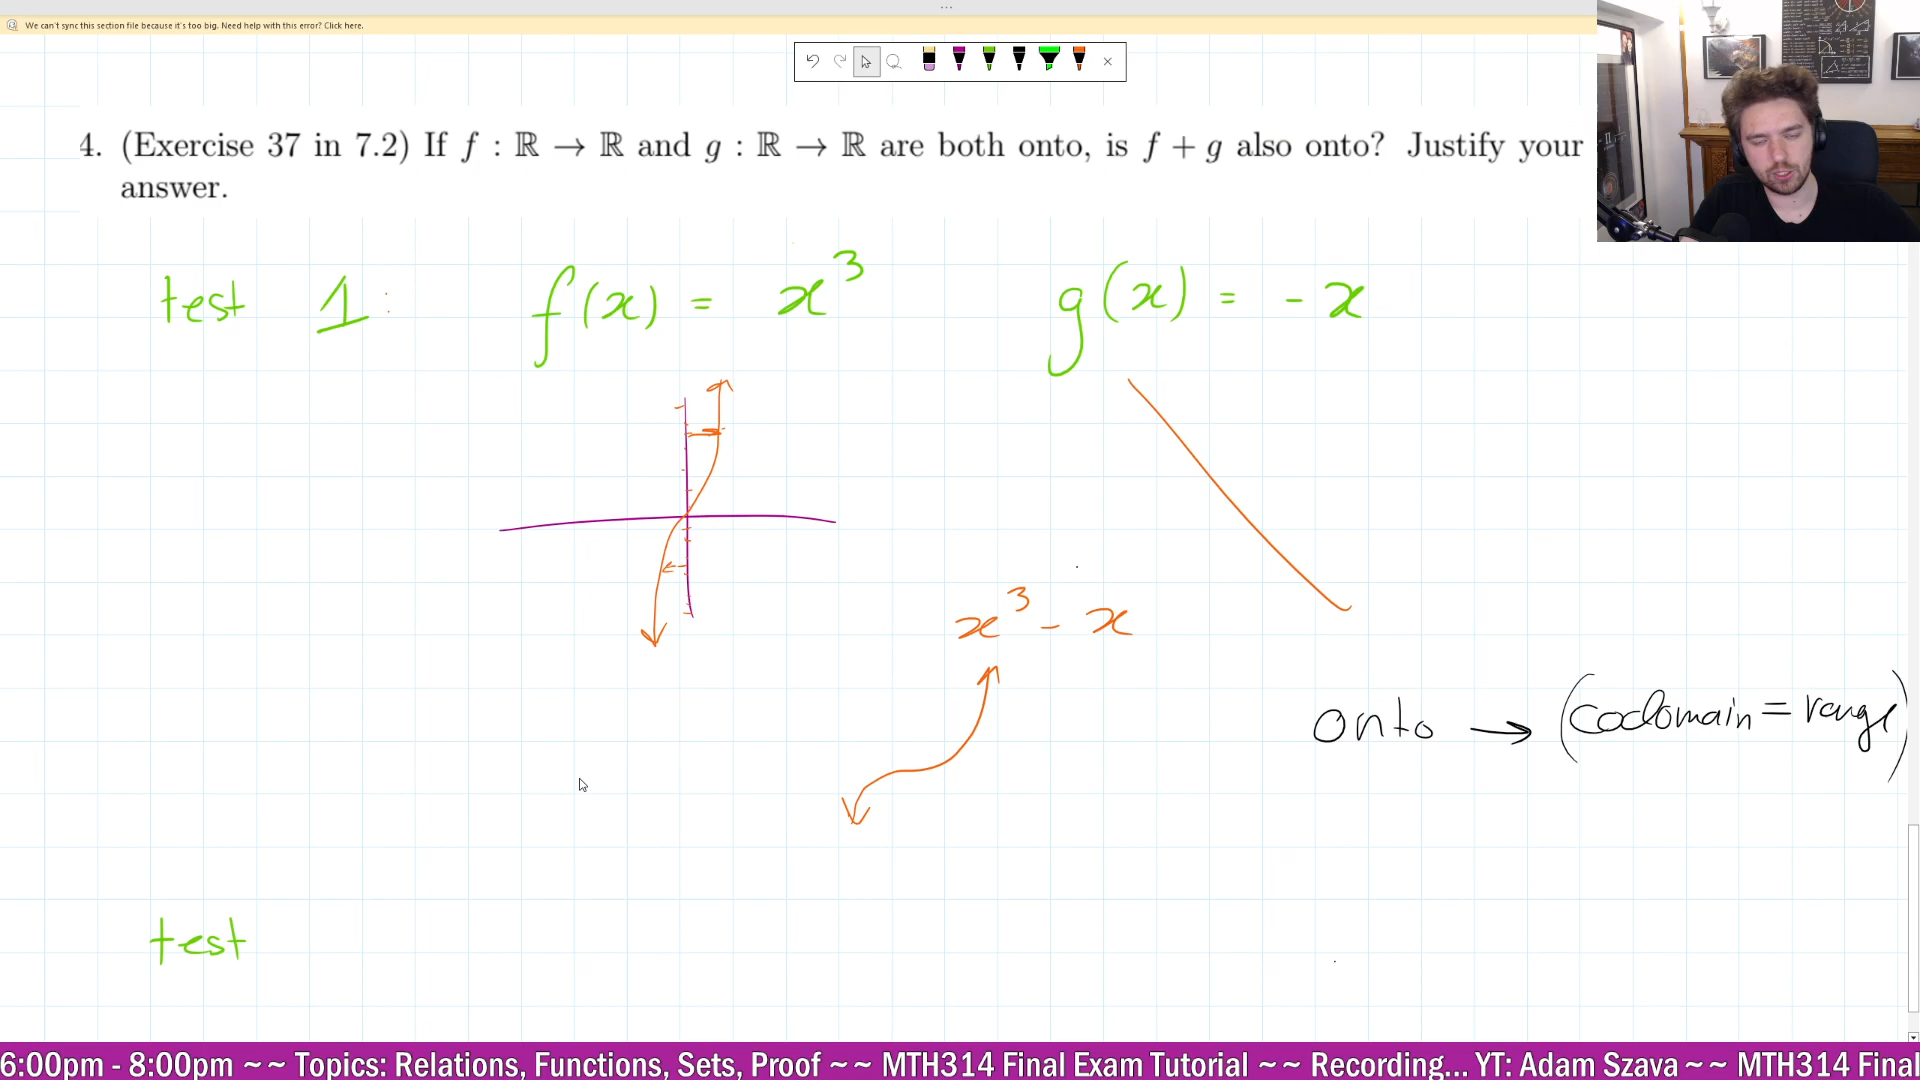 We can't sync this section file because it's too big. Need help with this error? Click here.
4. (Exercise 37 in 7.2) If f : ℝ → ℝ and g : ℝ → ℝ are both onto, is f + g also onto? Justify your
answer.
test 1: f(x) = x³ g(x) = -x
x³ - x
onto → (codomain = range)
test
6:00pm - 8:00pm ~ ~ Topics: Relations, Functions, Sets, Proof ~ ~ MTH314 Final Exam Tutorial ~ ~ Recording... YT: Adam Szava ~ ~ MTH314 Final